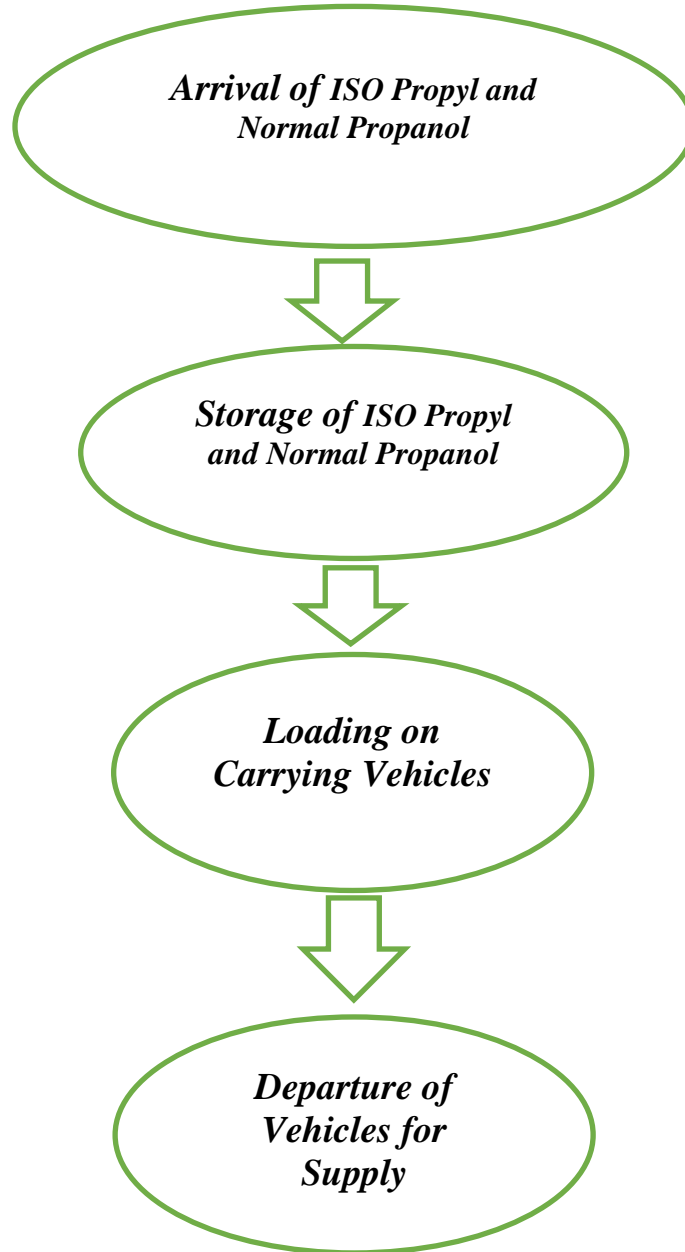 Arrival of ISO Propyl and
Normal Propanol
Storage of ISO Propyl
and Normal Propanol
Loading on
Carrying Vehicles
Departure of
Vehicles for
Supply